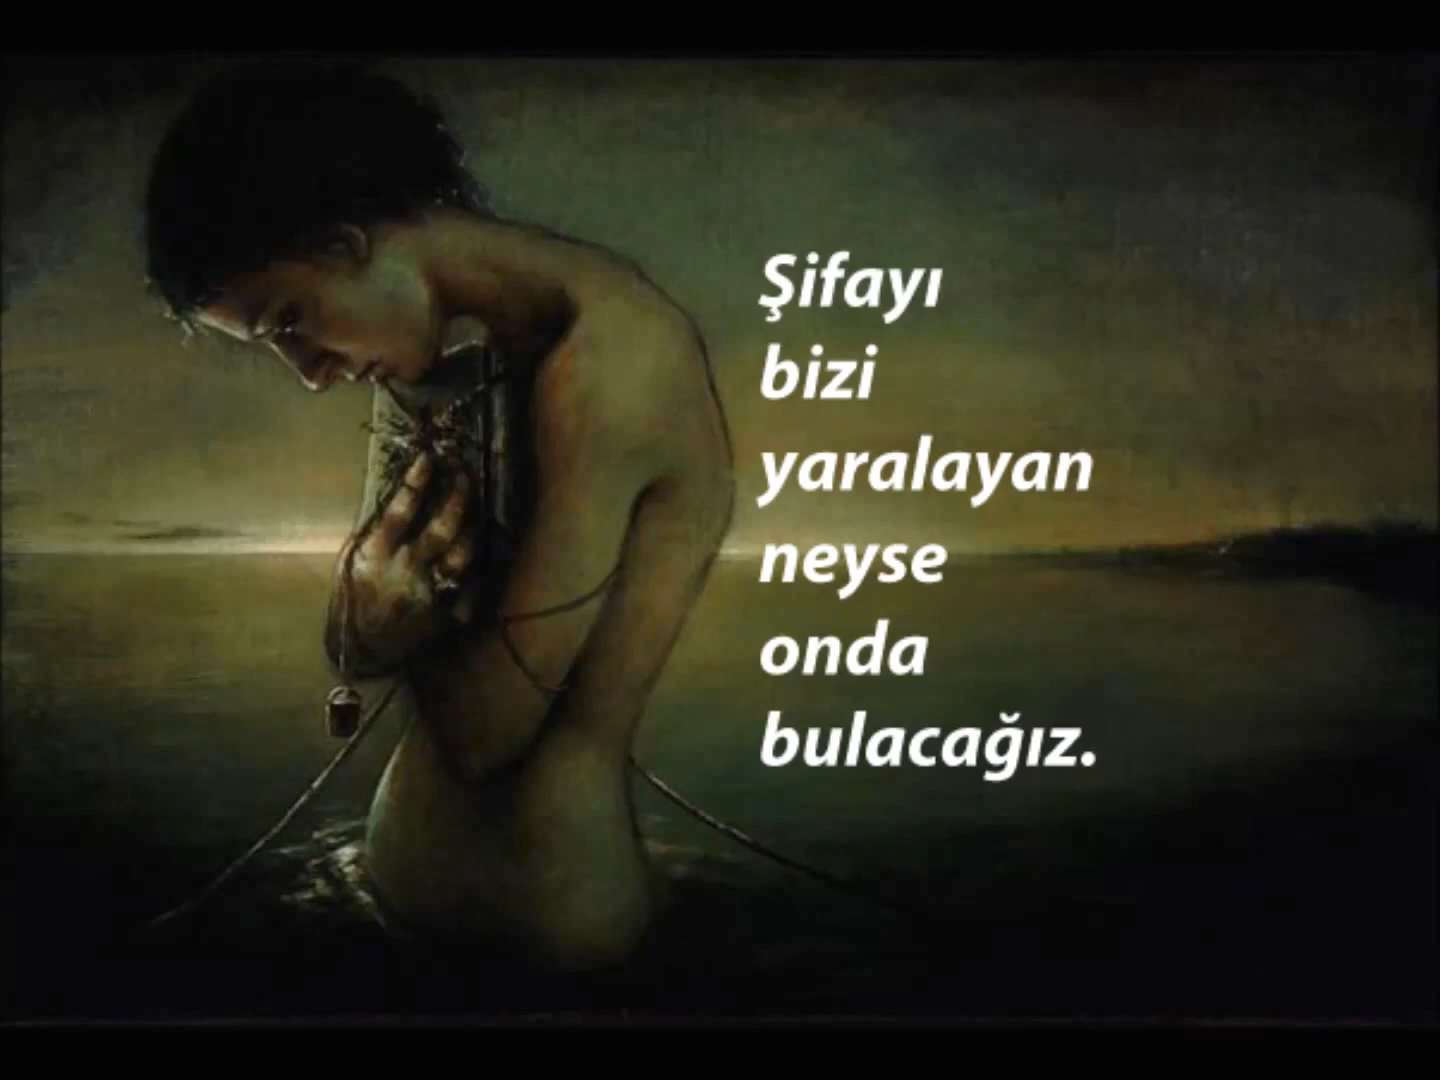 Şifayı
bizi
yaralayan
neyse
onda
bulacağız.